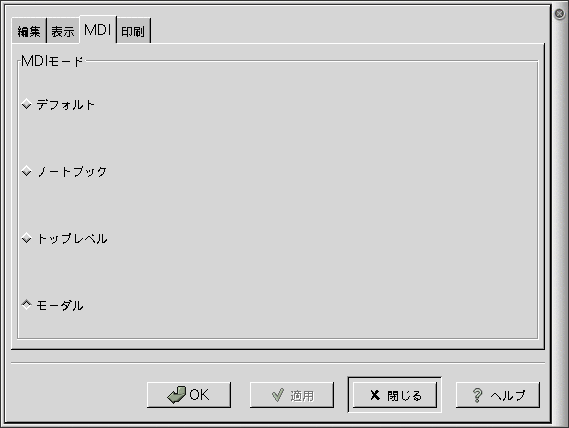 編集 表示 MDI 印刷
MDIモード
デフォルト
ノートブック
トップレベル
モーダル
OK 適用 閉じる ヘルプ